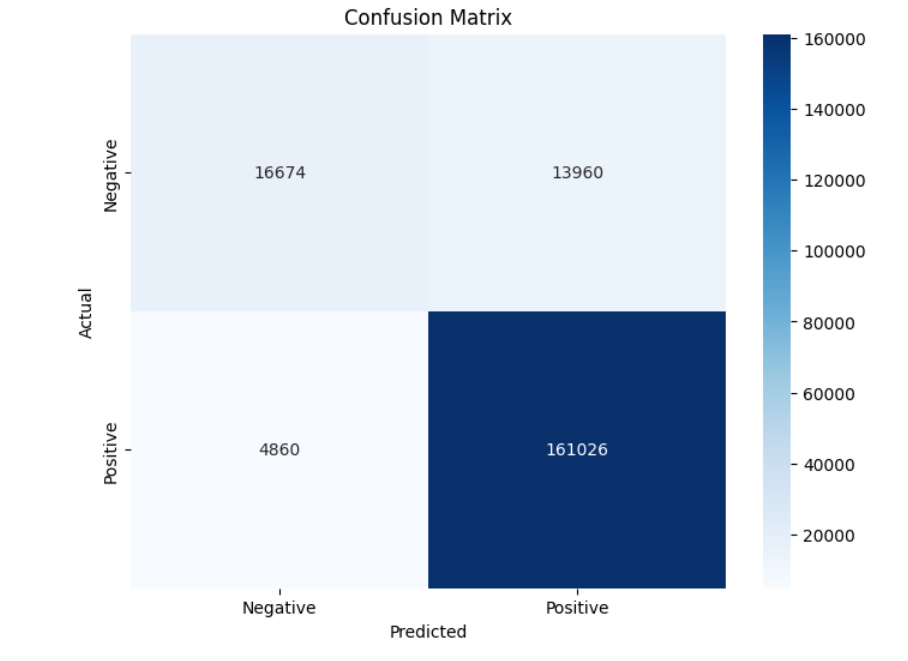 Confusion Matrix
160000
140000
120000
100000
80000
60000
40000
20000
Negative
16674
13960
Actual
Positive
4860
161026
Negative
Positive
Predicted